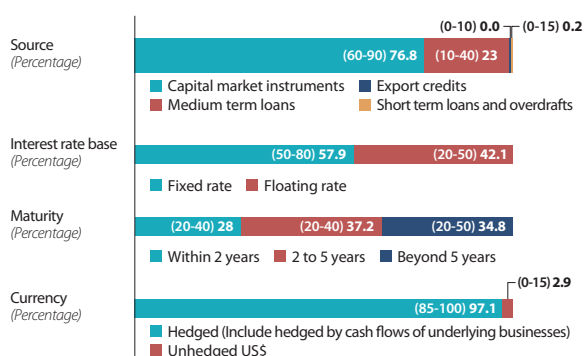 (0-10) 0.0 (0-15) 0.2
Source
(Percentage)
(60-90) 76.8 (10-40) 23
Capital market instruments Export credits
Medium term loans Short term loans and overdrafts
Interest rate base
(Percentage)
(50-80) 57.9 (20-50) 42.1
Fixed rate Floating rate
Maturity
(Percentage)
(20-40) 28 (20-40) 37.2 (20-50) 34.8
Within 2 years 2 to 5 years Beyond 5 years
(0-15) 2.9
Currency
(Percentage)
(85-100) 97.1
Hedged (Include hedged by cash flows of underlying businesses)
Unhedged US$